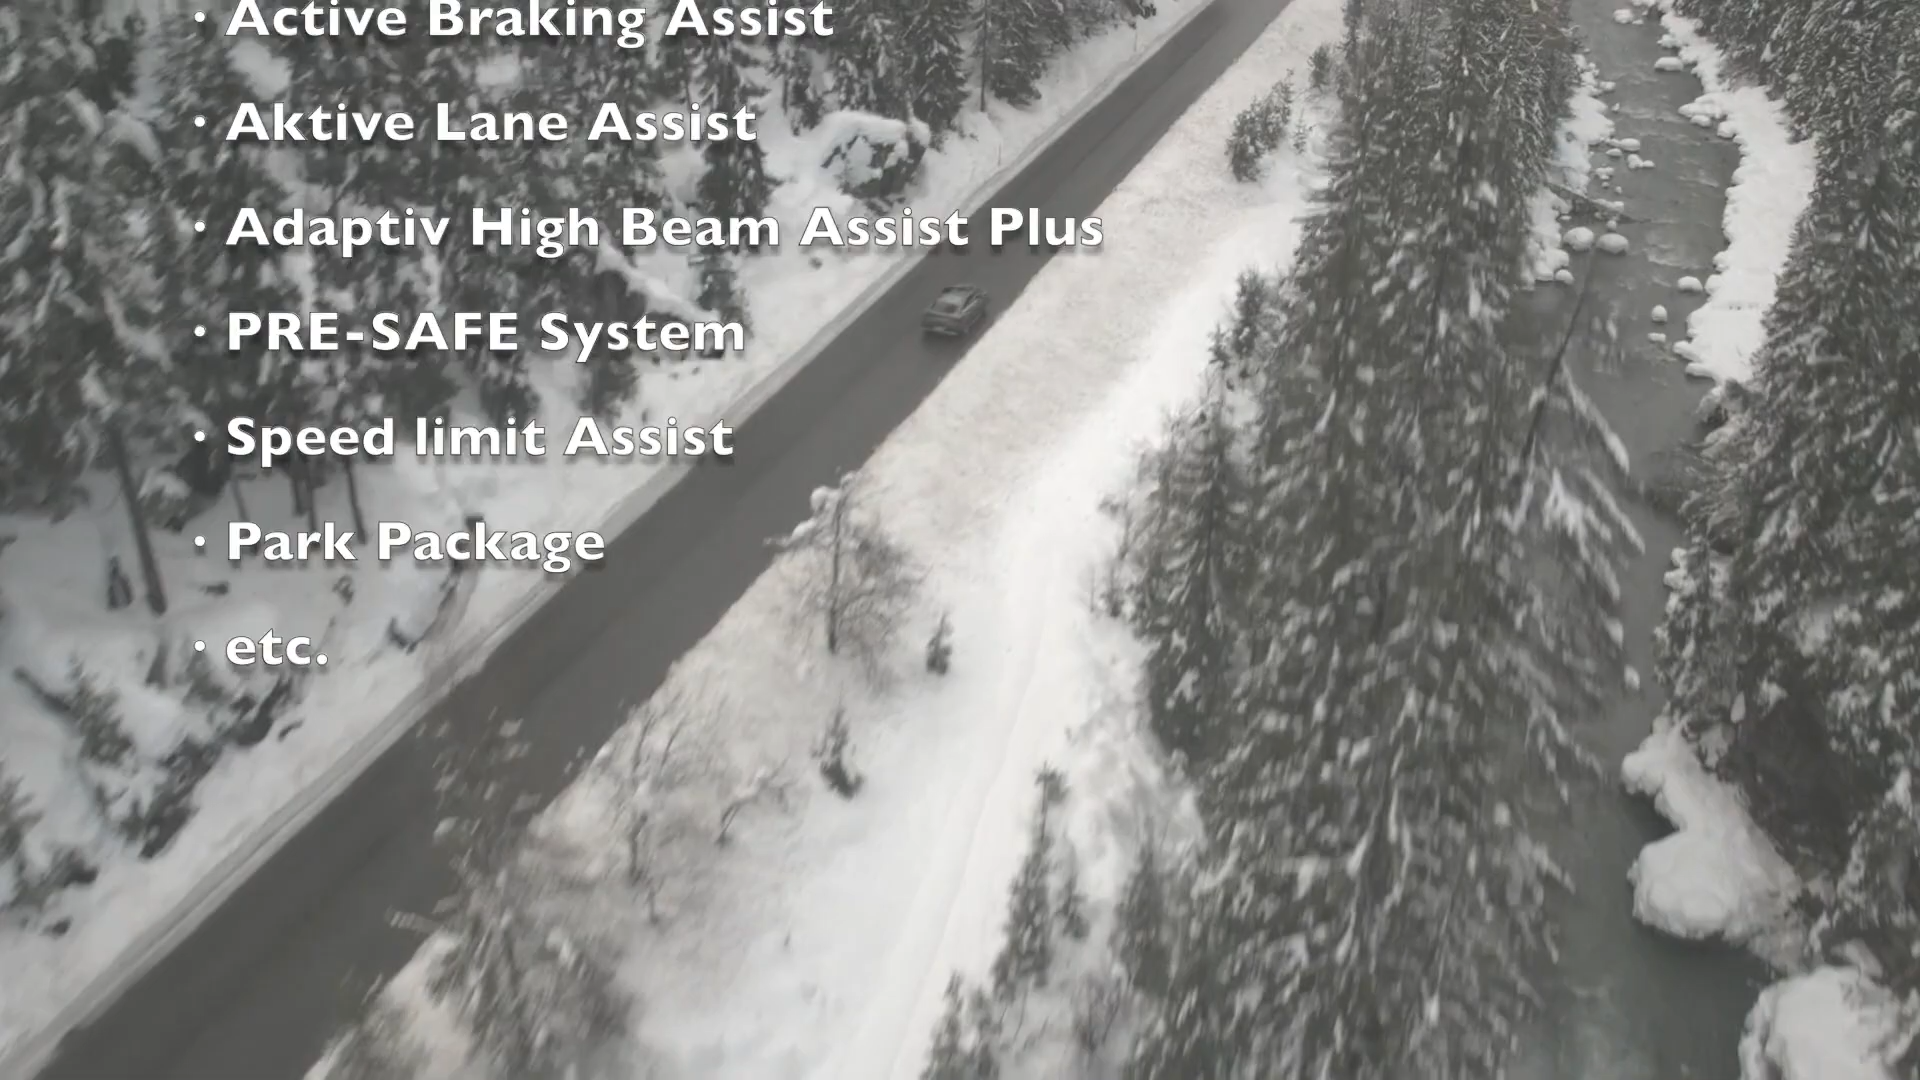 · Active Braking Assist
· Aktive Lane Assist
· Adaptiv High Beam Assist Plus
· PRE-SAFE System
· Speed limit Assist
· Park Package
· etc.